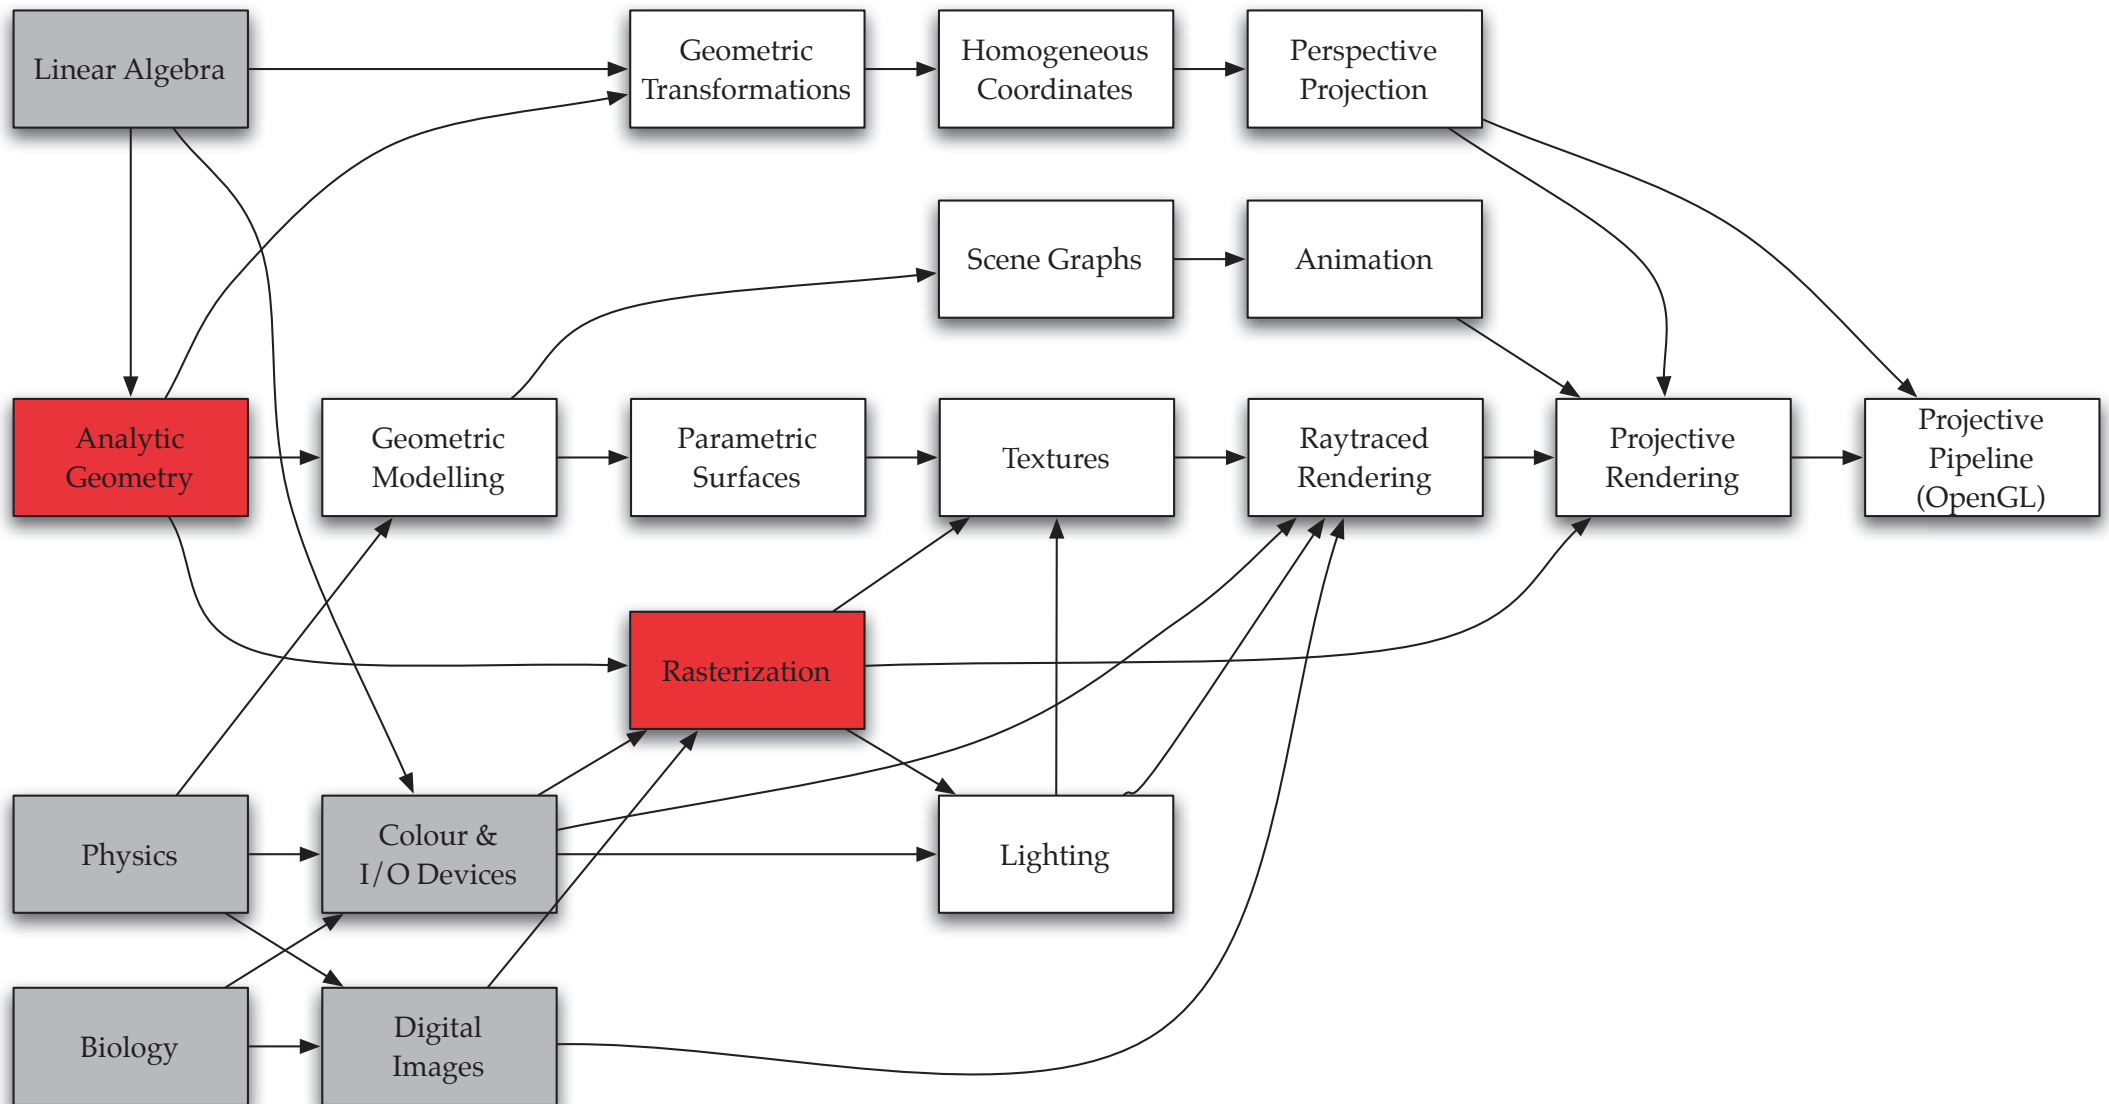 Linear Algebra
Geometric
Transformations
Homogeneous
Coordinates
Perspective
Projection
Scene Graphs
Animation
Analytic
Geometry
Geometric
Modelling
Parametric
Surfaces
Textures
Raytraced
Rendering
Projective
Rendering
Projective
Pipeline
(OpenGL)
Rasterization
Physics
Colour &
I/O Devices
Lighting
Biology
Digital
Images